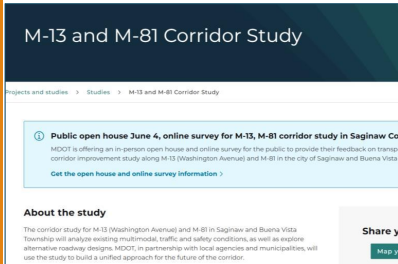 M-13 and M-81 Corridor Study
Projects and studies > Studies > M-13 and M-81 Corridor Study
Public open house June 4, online survey for M-13, M-81 corridor study in Saginaw Co
MDOT is offering an in-person open house and online survey for the public to provide their feedback on transp
corridor improvement study along M-13 (Washington Avenue) and M-81 in the city of Saginaw and Buena Vista
Get the open house and online survey information >
About the study
The corridor study for M-13 (Washington Avenue) and M-81 in Saginaw and Buena Vista
Township will analyze existing multimodal, traffic and safety conditions, as well as explore
alternative roadway designs. MDOT, in partnership with local agencies and municipalities, will
use the study to build a unified approach for the future of the corridor.
Share y
Map y